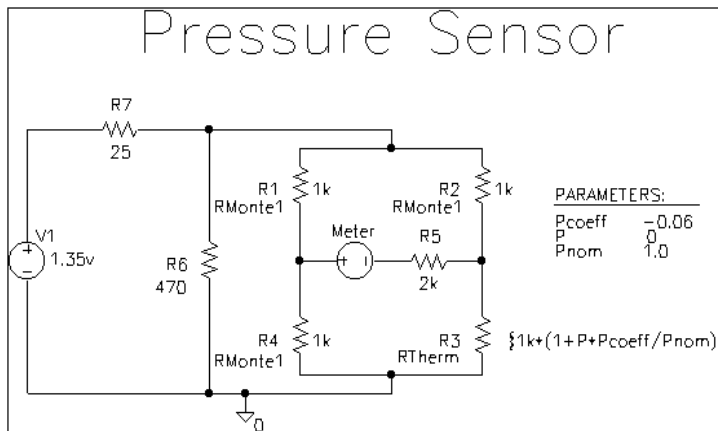 Pressure Sensor
R7
25
V1
1.35v
R6
470
R1
1k
RMonte1
R2
1k
RMonte1
Meter
R5
2k
R4
1k
RMonte1
R3
RTherm
{1k*(1+P*Pcoeff/Pnom)
PARAMETERS:
Pcoeff -0.06
P 0
Pnom 1.0
0